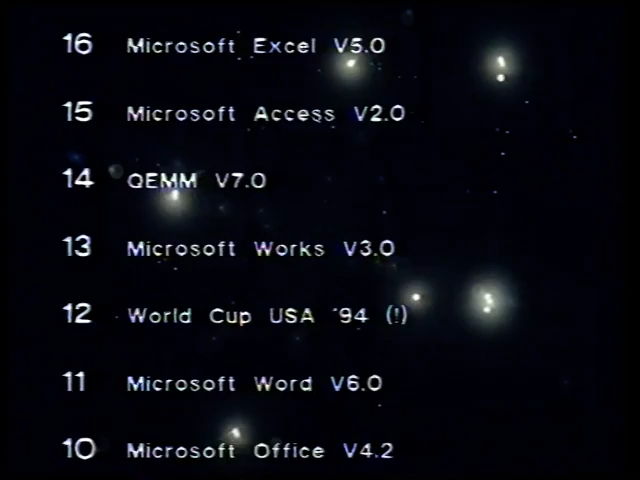 16 Microsoft Excel V5.0
15 Microsoft Access V2.0
14 QEMM V7.0
13 Microsoft Works V3.0
12 World Cup USA '94 (!)
11 Microsoft Word V6.0
10 Microsoft Office V4.2